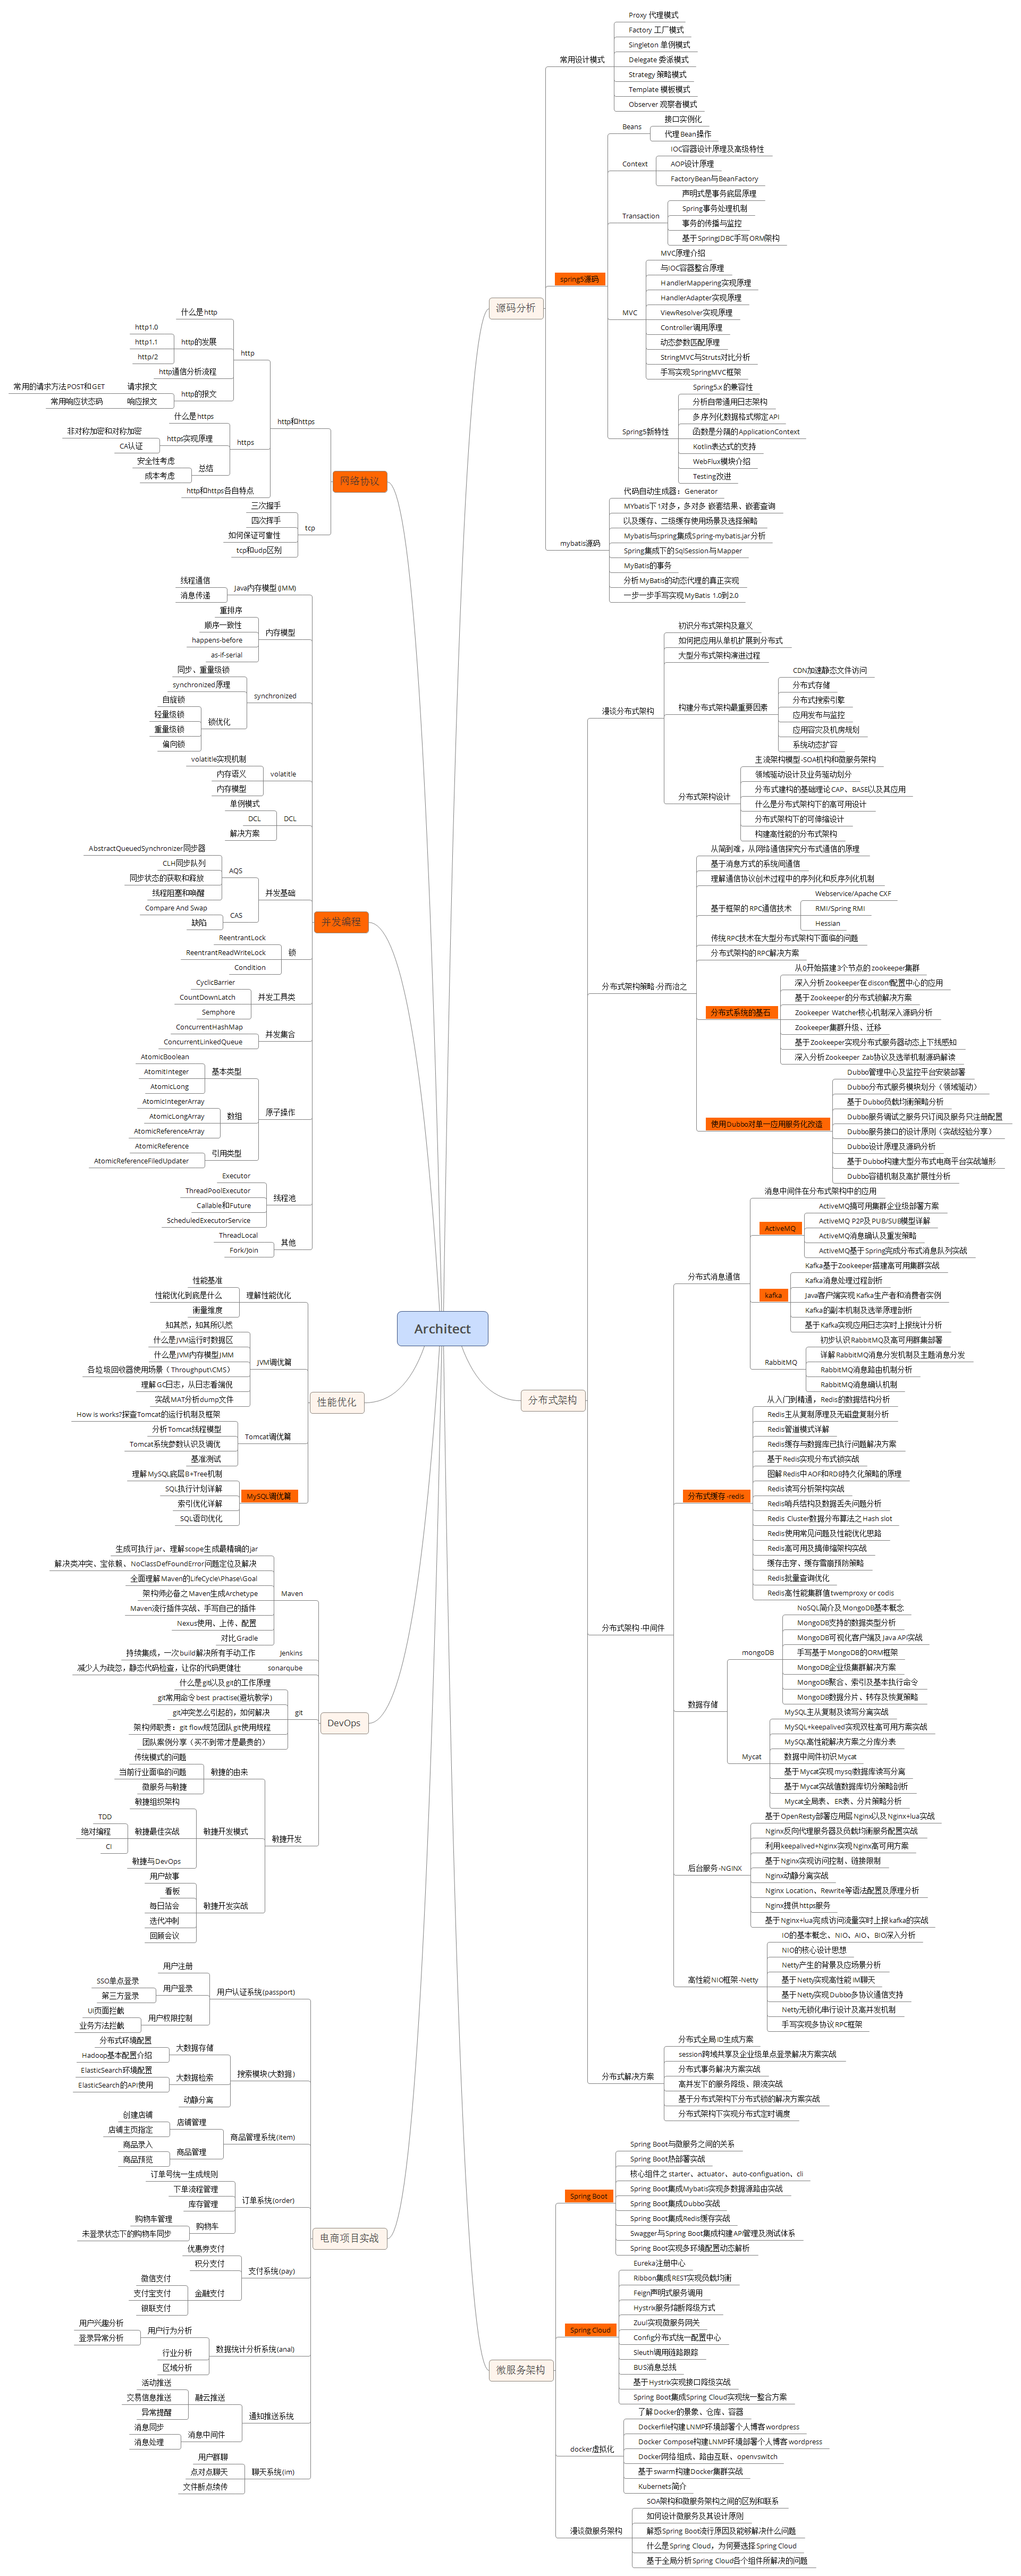 Architect
源码分析
常用设计模式
Proxy 代理模式
Factory 工厂模式
Singleton 单例模式
Delegate 委派模式
Strategy 策略模式
Template 模板模式
Observer 观察者模式
spring5源码
Beans
接口实例化
代理Bean操作
Context
IOC容器设计原理及高级特性
AOP设计原理
FactoryBean与BeanFactory
Transaction
声明式是事务底层原理
Spring事务处理机制
事务的传播与监控
基于SpringJDBC手写ORM架构
MVC
MVC原理介绍
与IOC容器整合原理
HandlerMappering实现原理
HandlerAdapter实现原理
ViewResolver实现原理
Controller调用原理
动态参数匹配原理
StringMVC与Struts对比分析
手写实现SpringMVC框架
Spring5新特性
Spring5.x的兼容性
分析自带通用日志架构
多序列化数据格式绑定API
函数是分隔的ApplicationContext
Kotlin表达式的支持
WebFlux模块介绍
Testing改进
mybatis源码
代码自动生成器：Generator
MYbatis下1对多，多对多 嵌套结果、嵌套查询
以及缓存、二级缓存使用场景及选择策略
Mybatis与spring集成Spring-mybatis.jar分析
Spring集成下的SqlSession与Mapper
MyBatis的事务
分析MyBatis的动态代理的真正实现
一步一步手写实现MyBatis 1.0到2.0
分布式架构
漫谈分布式架构
初识分布式架构及意义
如何把应用从单机扩展到分布式
大型分布式架构演进过程
构建分布式架构最重要因素
CDN加速静态文件访问
分布式存储
分布式搜索引擎
应用发布与监控
应用容灾及机房规划
系统动态扩容
分布式架构设计
主流架构模型-SOA机构和微服务架构
领域驱动设计及业务驱动划分
分布式建构的基础理论CAP、BASE以及其应用
什么是分布式架构下的高可用设计
分布式架构下的可伸缩设计
构建高性能的分布式架构
分布式架构策略-分而治之
从简到难，从网络通信探究分布式通信的原理
基于消息方式的系统间通信
理解通信协议创术过程中的序列化和反序列化机制
基于框架的RPC通信技术
Webservice/Apache CXF
RMI/Spring RMI
Hessian
传统RPC技术在大型分布式架构下面临的问题
分布式架构的RPC解决方案
分布式系统的基石
从0开始搭建3个节点的zookeeper集群
深入分析Zookeeper在disconf配置中心的应用
基于Zookeeper的分布式锁解决方案
Zookeeper Watcher核心机制深入源码分析
Zookeeper集群升级、迁移
基于Zookeeper实现分布式服务器动态上下线感知
深入分析Zookeeper Zab协议及选举机制源码解读
使用Dubbo对单一应用服务化改造
Dubbo管理中心及监控平台安装部署
Dubbo分布式服务模块划分（领域驱动）
基于Dubbo负载均衡策略分析
Dubbo服务调试之服务只订阅及服务只注册配置
Dubbo服务接口的设计原则（实战经验分享）
Dubbo设计原理及源码分析
基于Dubbo构建大型分布式电商平台实战雏形
Dubbo容错机制及高扩展性分析
分布式架构-中间件
分布式消息通信
消息中间件在分布式架构中的应用
ActiveMQ
ActiveMQ搞可用集群企业级部署方案
ActiveMQ P2P及PUB/SUB模型详解
ActiveMQ消息确认及重发策略
ActiveMQ基于Spring完成分布式消息队列实战
kafka
Kafka基于Zookeeper搭建高可用集群实战
Kafka消息处理过程剖析
Java客户端实现Kafka生产者和消费者实例
Kafka的副本机制及选举原理剖析
基于Kafka实现应用日志实时上报统计分析
RabbitMQ
初步认识RabbitMQ及高可用群集部署
详解RabbitMQ消息分发机制及主题消息分发
RabbitMQ消息路由机制分析
RabbitMQ消息确认机制
分布式缓存-redis
从入门到精通，Redis的数据结构分析
Redis主从复制原理及无磁盘复制分析
Redis管道模式详解
Redis缓存与数据库已执行问题解决方案
基于Redis实现分布式锁实战
图解Redis中AOF和RDB持久化策略的原理
Redis读写分析架构实战
Redis哨兵结构及数据丢失问题分析
Redis Cluster数据分布算法之Hash slot
Redis使用常见问题及性能优化思路
Redis高可用及搞伸缩架构实战
缓存击穿、缓存雪崩预防策略
Redis批量查询优化
Redis高性能集群值twemproxy or codis
数据存储
mongoDB
NoSQL简介及MongoDB基本概念
MongoDB支持的数据类型分析
MongoDB可视化客户端及JavaAPI实战
手写基于MongoDB的ORM框架
MongoDB企业级集群解决方案
MongoDB聚合、索引及基本执行命令
MongoDB数据分片、转存及恢复策略
Mycat
MySQL主从复制及读写分离实战
MySQL+keepalived实现双柱高可用方案实战
MySQL高性能解决方案之分库分表
数据中间件初识Mycat
基于Mycat实现mysql数据库读写分离
基于Mycat实战值数据库切分策略剖析
Mycat全局表、ER表、分片策略分析
后台服务-NGINX
基于OpenResty部署应用层Nginx以及Nginx+lua实战
Nginx反向代理服务器及负载均衡服务配置实战
利用keepalived+Nginx实现Nginx高可用方案
基于Nginx实现访问控制、链接限制
Nginx动静分离实战
Nginx Location、Rewrite等语法配置及原理分析
Nginx提供https服务
基于Nginx+lua完成访问流量实时上报kafka的实战
高性能NIO框架-Netty
IO的基本概念、NIO、AIO、BIO深入分析
NIO的核心设计思想
Netty产生的背景及应场景分析
基于Netty实现高性能IM聊天
基于Netty实现Dubbo多协议通信支持
Netty无锁化串行设计及高并发机制
手写实现多协议RPC框架
分布式解决方案
分布式全局ID生成方案
session跨域共享及企业级单点登录解决方案实战
分布式事务解决方案实战
高并发下的服务降级、限流实战
基于分布式架构下分布式锁的解决方案实战
分布式架构下实现分布式定时调度
微服务架构
Spring Boot
Spring Boot与微服务之间的关系
Spring Boot热部署实战
核心组件之starter、actuator、auto-configuation、cli
Spring Boot集成Mybatis实现多数据源路由实战
Spring Boot集成Dubbo实战
Spring Boot集成Redis缓存实战
Swagger与Spring Boot集成构建API管理及测试体系
Spring Boot实现多环境配置动态解析
Spring Cloud
Eureka注册中心
Ribbon集成REST实现负载均衡
Feign声明式服务调用
Hystrix服务熔断降级方式
Zuul实现微服务网关
Config分布式统一配置中心
Sleuth调用链路跟踪
BUS消息总线
基于Hystrix实现接口降级实战
Spring Boot集成Spring Cloud实现统一整合方案
docker虚拟化
了解Docker的景象、仓库、容器
Dockerfile构建LNMP环境部署个人博客wordpress
Docker Compose构建LNMP环境部署个人博客wordpress
Docker网络组成、路由互联、openvswitch
基于swarm构建Docker集群实战
Kubernets简介
漫谈微服务架构
SOA架构和微服务架构之间的区别和联系
如何设计微服务及其设计原则
解惑Spring Boot流行原因及能够解决什么问题
什么是Spring Cloud，为何要选择Spring Cloud
基于全局分析Spring Cloud各个组件所解决的问题
网络协议
http和https
http
什么是http
http的发展
http1.0
http1.1
http/2
http通信分析流程
http的报文
请求报文
常用的请求方法POST和GET
响应报文
常用响应状态码
https
什么是https
https实现原理
非对称加密和对称加密
CA认证
总结
安全性考虑
成本考虑
http和https各自特点
tcp
三次握手
四次挥手
如何保证可靠性
tcp和udp区别
并发编程
Java内存模型(JMM)
线程通信
消息传递
内存模型
重排序
顺序一致性
happens-before
as-if-serial
synchronized
同步、重量级锁
synchronized原理
锁优化
自旋锁
轻量级锁
重量级锁
偏向锁
volatitle
volatitle实现机制
内存语义
内存模型
DCL
单例模式
DCL
解决方案
并发基础
AQS
AbstractQueuedSynchronizer同步器
CLH同步队列
同步状态的获取和释放
线程阻塞和唤醒
CAS
Compare And Swap
缺陷
锁
ReentrantLock
ReentrantReadWriteLock
Condition
并发工具类
CyclicBarrier
CountDownLatch
Semphore
并发集合
ConcurrentHashMap
ConcurrentLinkedQueue
原子操作
基本类型
AtomicBoolean
AtomitInteger
AtomicLong
数组
AtomicIntegerArray
AtomicLongArray
AtomicReferenceArray
引用类型
AtomicReference
AtomicReferenceFiledUpdater
线程池
Executor
ThreadPoolExecutor
Callable和Future
ScheduledExecutorService
其他
ThreadLocal
Fork/Join
性能优化
理解性能优化
性能基准
性能优化到底是什么
衡量维度
JVM调优篇
知其然，知其所以然
什么是JVM运行时数据区
什么是JVM内存模型JMM
各垃圾回收器使用场景（Throughput\CMS）
理解GC日志，从日志看端倪
实战MAT分析dump文件
Tomcat调优篇
How is works?探查Tomcat的运行机制及框架
分析Tomcat线程模型
Tomcat系统参数认识及调优
基准测试
MySQL调优篇
理解MySQL底层B+Tree机制
SQL执行计划详解
索引优化详解
SQL语句优化
DevOps
Maven
生成可执行jar、理解scope生成最精确的jar
解决类冲突、宝依赖、NoClassDefFoundError问题定位及解决
全面理解Maven的LifeCycle\Phase\Goal
架构师必备之Maven生成Archetype
Maven流行插件实战、手写自己的插件
Nexus使用、上传、配置
对比Gradle
Jenkins
持续集成，一次build解决所有手动工作
sonarqube
减少人为疏忽，静态代码检查，让你的代码更健壮
git
什么是git以及git的工作原理
git常用命令best practise(避坑教学)
git冲突怎么引起的，如何解决
架构师职责：git flow规范团队git使用规程
团队案例分享（买不到带才是最贵的）
敏捷开发
敏捷的由来
传统模式的问题
当前行业面临的问题
微服务与敏捷
敏捷开发模式
敏捷组织架构
敏捷最佳实战
TDD
绝对编程
CI
敏捷与DevOps
敏捷开发实战
用户故事
看板
每日站会
迭代冲刺
回顾会议
电商项目实战
用户认证系统(passport)
用户注册
用户登录
SSO单点登录
第三方登录
用户权限控制
UI页面拦截
业务方法拦截
搜索模块(大数据)
大数据存储
分布式环境配置
Hadoop基本配置介绍
大数据检索
ElasticSearch环境配置
ElasticSearch的API使用
动静分离
商品管理系统(item)
店铺管理
创建店铺
店铺主页指定
商品管理
商品录入
商品预览
订单系统(order)
订单号统一生成规则
下单流程管理
库存管理
购物车
购物车管理
未登录状态下的购物车同步
支付系统(pay)
优惠券支付
积分支付
金融支付
微信支付
支付宝支付
银联支付
数据统计分析系统(anal)
用户行为分析
用户兴趣分析
登录异常分析
行业分析
区域分析
通知推送系统
融云推送
活动推送
交易信息推送
异常提醒
消息中间件
消息同步
消息处理
聊天系统(im)
用户群聊
点对点聊天
文件断点续传